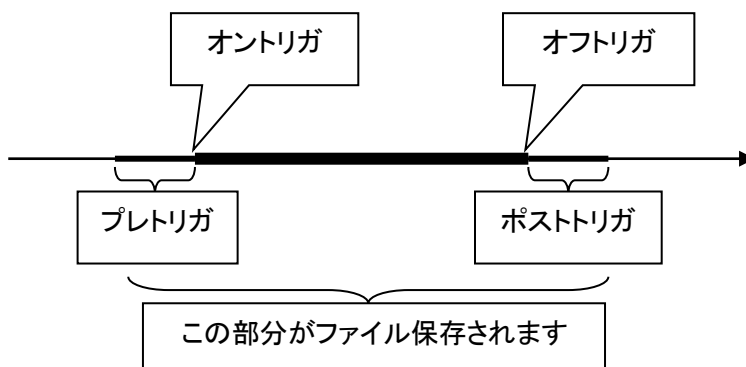 オントリガ
オフトリガ
プレトリガ
ポストトリガ
この部分がファイル保存されます